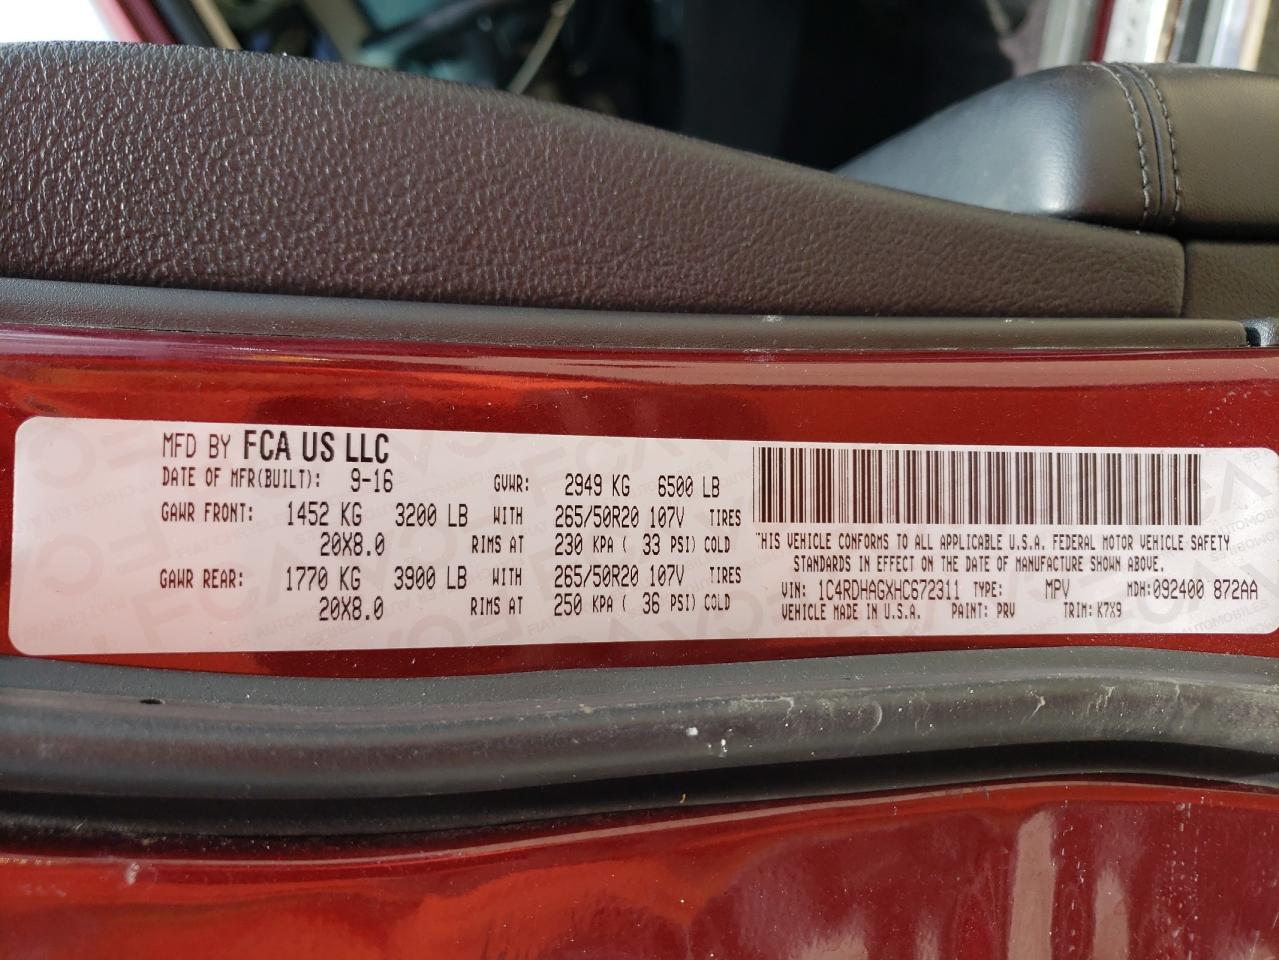 MFD BY FCA US LLC
DATE OF MFR(BUILT): 9-16 GVWR: 2949 KG 6500 LB
GAWR FRONT: 1452 KG 3200 LB WITH 265/50R20 107V TIRES
20X8.0 RIMS AT 230 KPA ( 33 PSI) COLD
GAWR REAR: 1770 KG 3900 LB WITH 265/50R20 107V TIRES
20X8.0 RIMS AT 250 KPA ( 36 PSI) COLD
HIS VEHICLE CONFORMS TO ALL APPLICABLE U.S.A. FEDERAL MOTOR VEHICLE SAFETY
STANDARDS IN EFFECT ON THE DATE OF MANUFACTURE SHOWN ABOVE.
VIN: 1C4RDHAGXHC672311 TYPE: MPV MDH:092400 872AA
VEHICLE MADE IN U.S.A. PAINT: PRV TRIM: K7X9